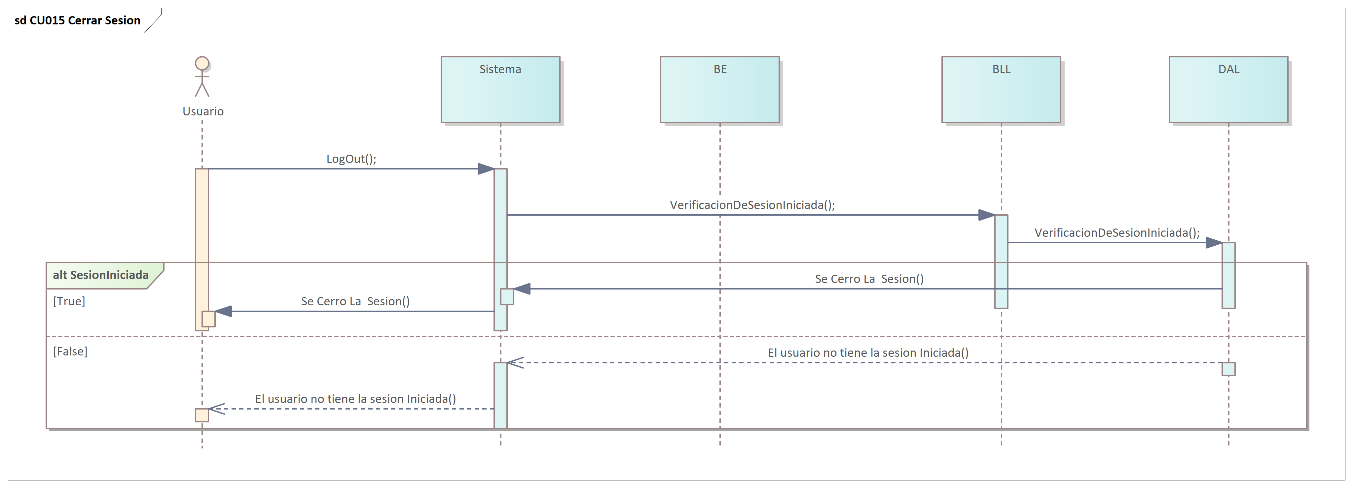 sd CU015 Cerrar Sesion
Usuario
Sistema
BE
BLL
DAL
LogOut();
VerificacionDeSesionIniciada();
VerificacionDeSesionIniciada();
alt SesionIniciada
[True]
Se Cerro La  Sesion()
Se Cerro La  Sesion()
[False]
El usuario no tiene la sesion Iniciada()
El usuario no tiene la sesion Iniciada()